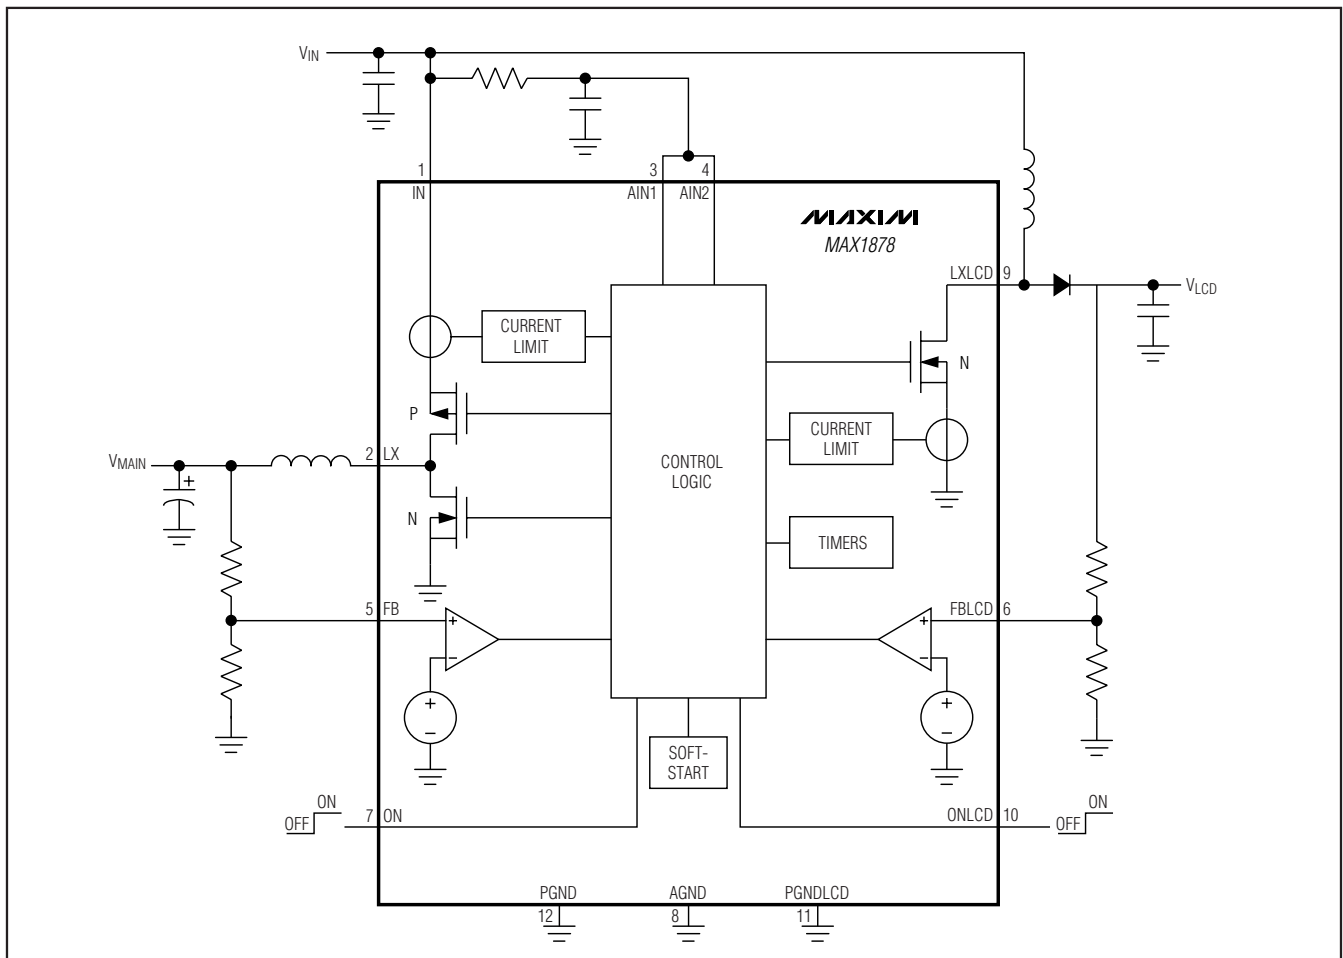 VIN
1
3
4
IN
AIN1
AIN2
MAXIM
MAX1878
LXLCD
9
VLCD
CURRENT
LIMIT
N
P
CURRENT
LIMIT
VMAIN
2
LX
+
CONTROL
LOGIC
N
TIMERS
5
FB
FBLCD
6
+
+
−
−
+
−
+
−
SOFT-
START
ON
OFF
7
ON
ONLCD
10
ON
OFF
PGND
AGND
PGNDLCD
12
8
11